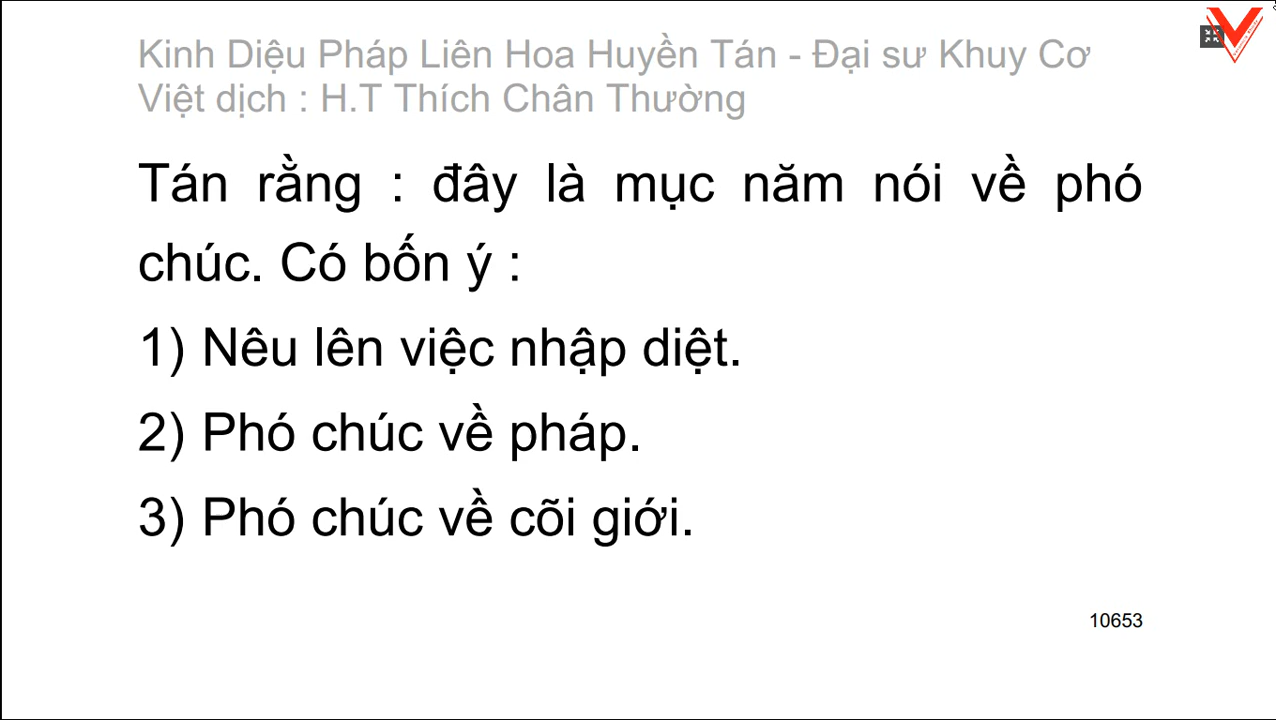 Kinh Diệu Pháp Liên Hoa Huyền Tán - Đại sư Khuy Cơ
Việt dịch : H.T Thích Chân Thường
Tán rằng : đây là mục năm nói về phó
chúc. Có bốn ý :
1) Nêu lên việc nhập diệt.
2) Phó chúc về pháp.
3) Phó chúc về cõi giới.
10653